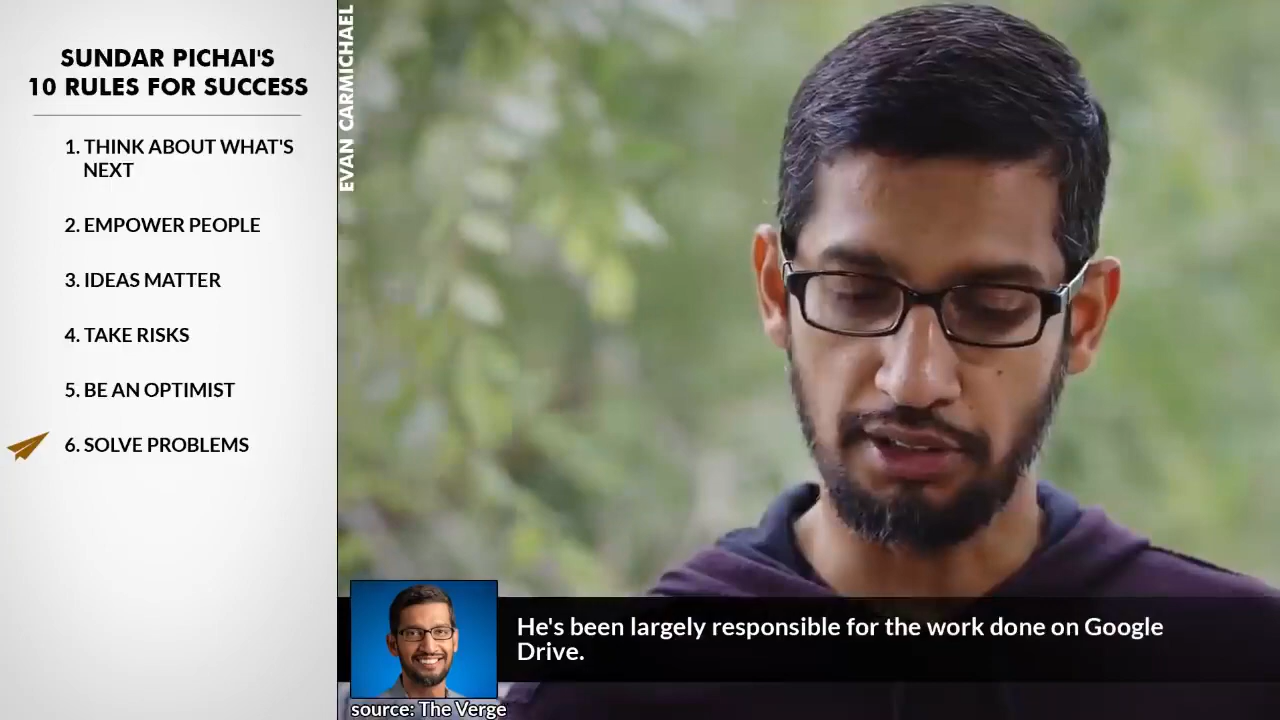 SUNDAR PICHAI'S
10 RULES FOR SUCCESS
1. THINK ABOUT WHAT'S
NEXT
2. EMPOWER PEOPLE
3. IDEAS MATTER
4. TAKE RISKS
5. BE AN OPTIMIST
6. SOLVE PROBLEMS
EVAN CARMICHAEL
He's been largely responsible for the work done on Google
Drive.
source: The Verge